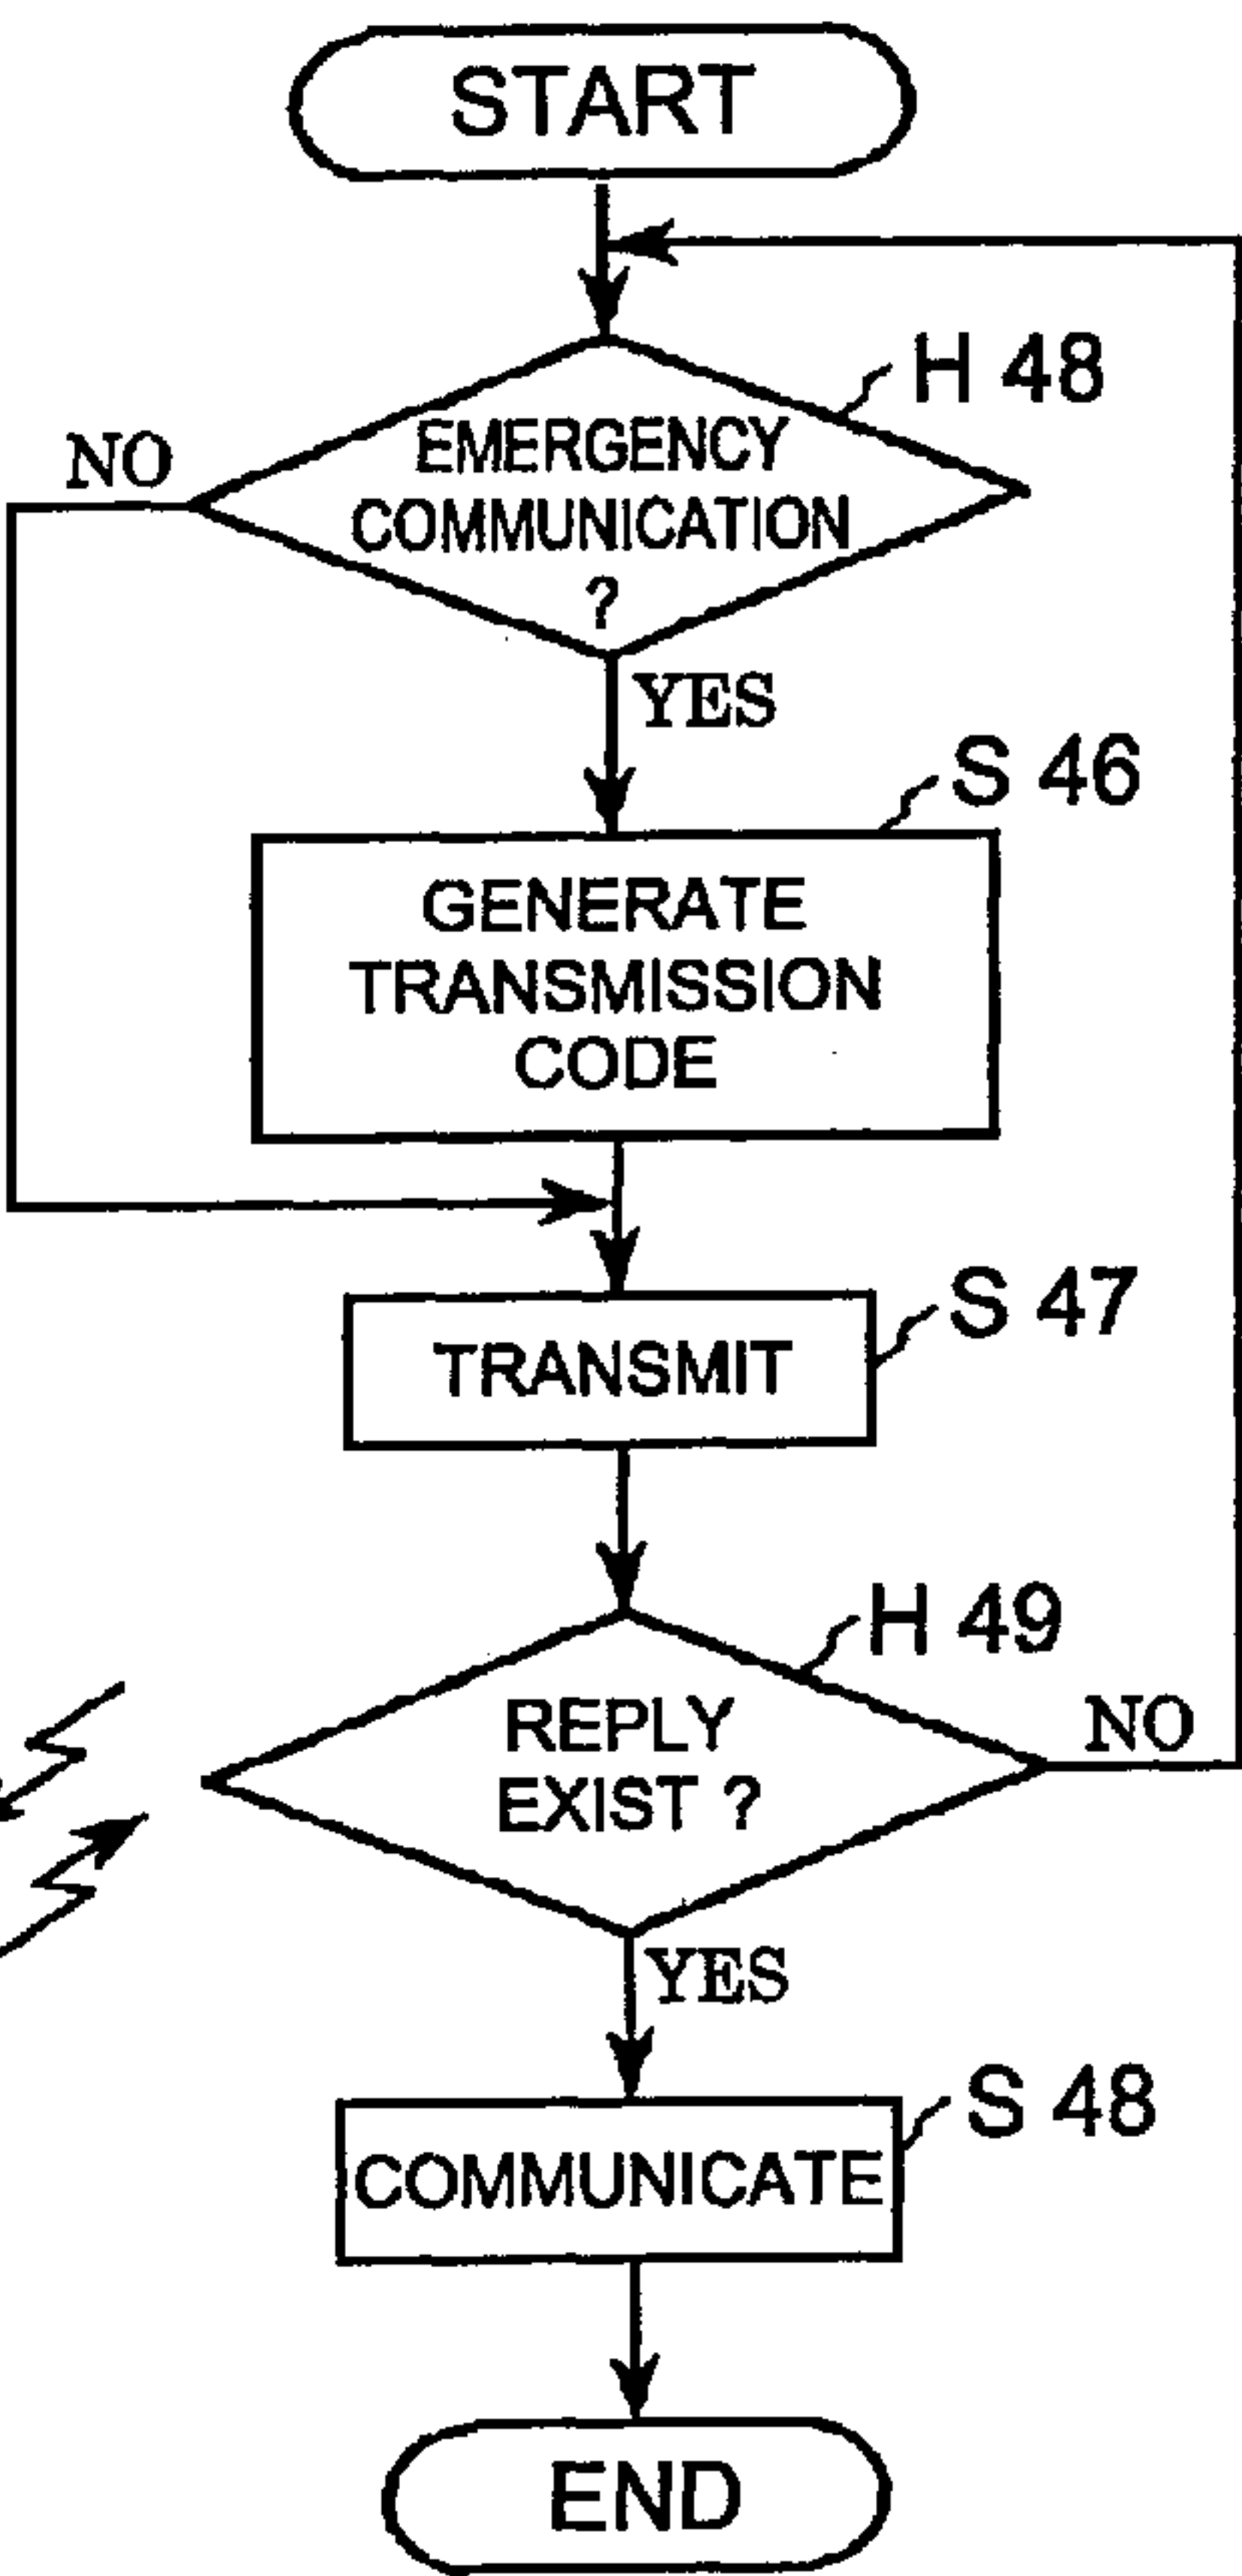 START
H 48
NO
EMERGENCY
COMMUNICATION
?
YES
S 46
GENERATE
TRANSMISSION
CODE
S 47
TRANSMIT
H 49
REPLY
EXIST ?
NO
YES
S 48
COMMUNICATE
END